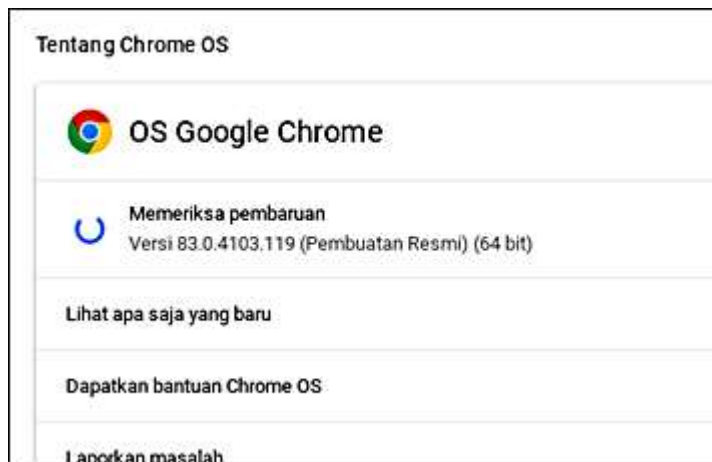 Tentang Chrome OS
OS Google Chrome
Memeriksa pembaruan
Versi 83.0.4103.119 (Pembuatan Resmi) (64 bit)
Lihat apa saja yang baru
Dapatkan bantuan Chrome OS
Laporkan masalah